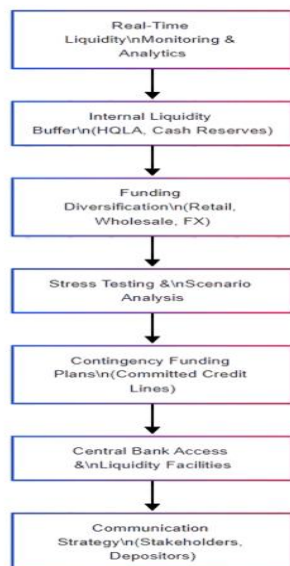 Real-Time
Liquidity\nMonitoring &
Analytics
Internal Liquidity
Buffer\n(HQLA, Cash Reserves)
Funding
Diversification\n(Retail,
Wholesale, FX)
Stress Testing &\nScenario
Analysis
Contingency Funding
Plans\n(Committed Credit
Lines)
Central Bank Access
&\nLiquidity Facilities
Communication
Strategy\n(Stakeholders,
Depositors)